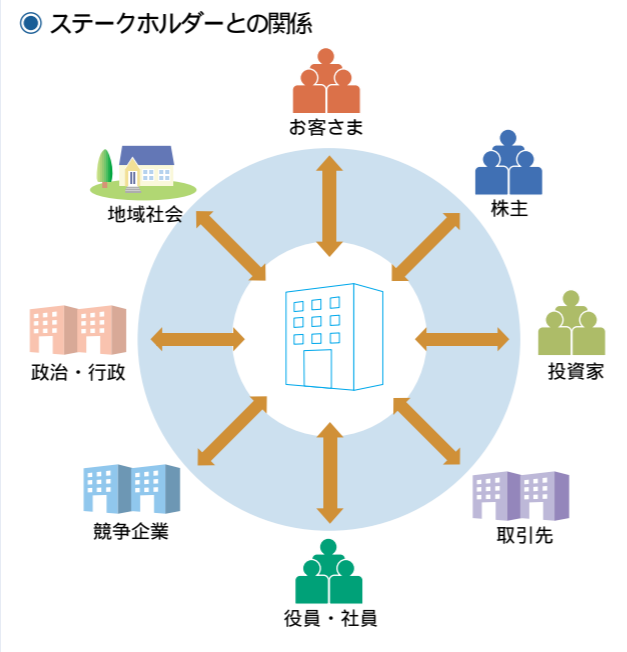 ステークホルダーとの関係
お客さま
株主
地域社会
投資家
政治・行政
競争企業
取引先
役員・社員